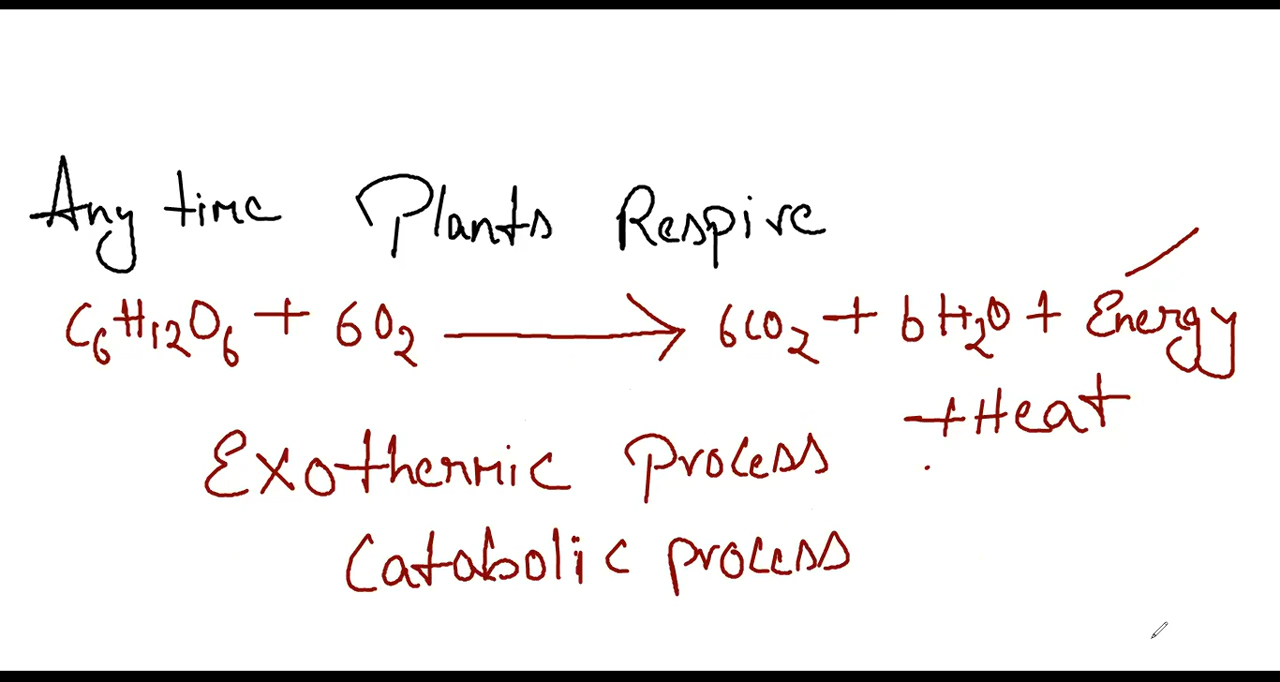 Any time Plants Respire
C₆H₁₂O₆ + 6O₂ → 6CO₂ + 6H₂O + Energy
+ Heat
Exothermic Process
Catabolic process